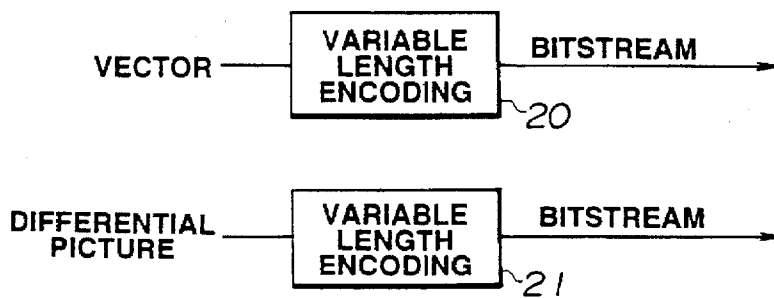 VECTOR
VARIABLE
LENGTH
ENCODING
BITSTREAM
20
DIFFERENTIAL
PICTURE
VARIABLE
LENGTH
ENCODING
BITSTREAM
21